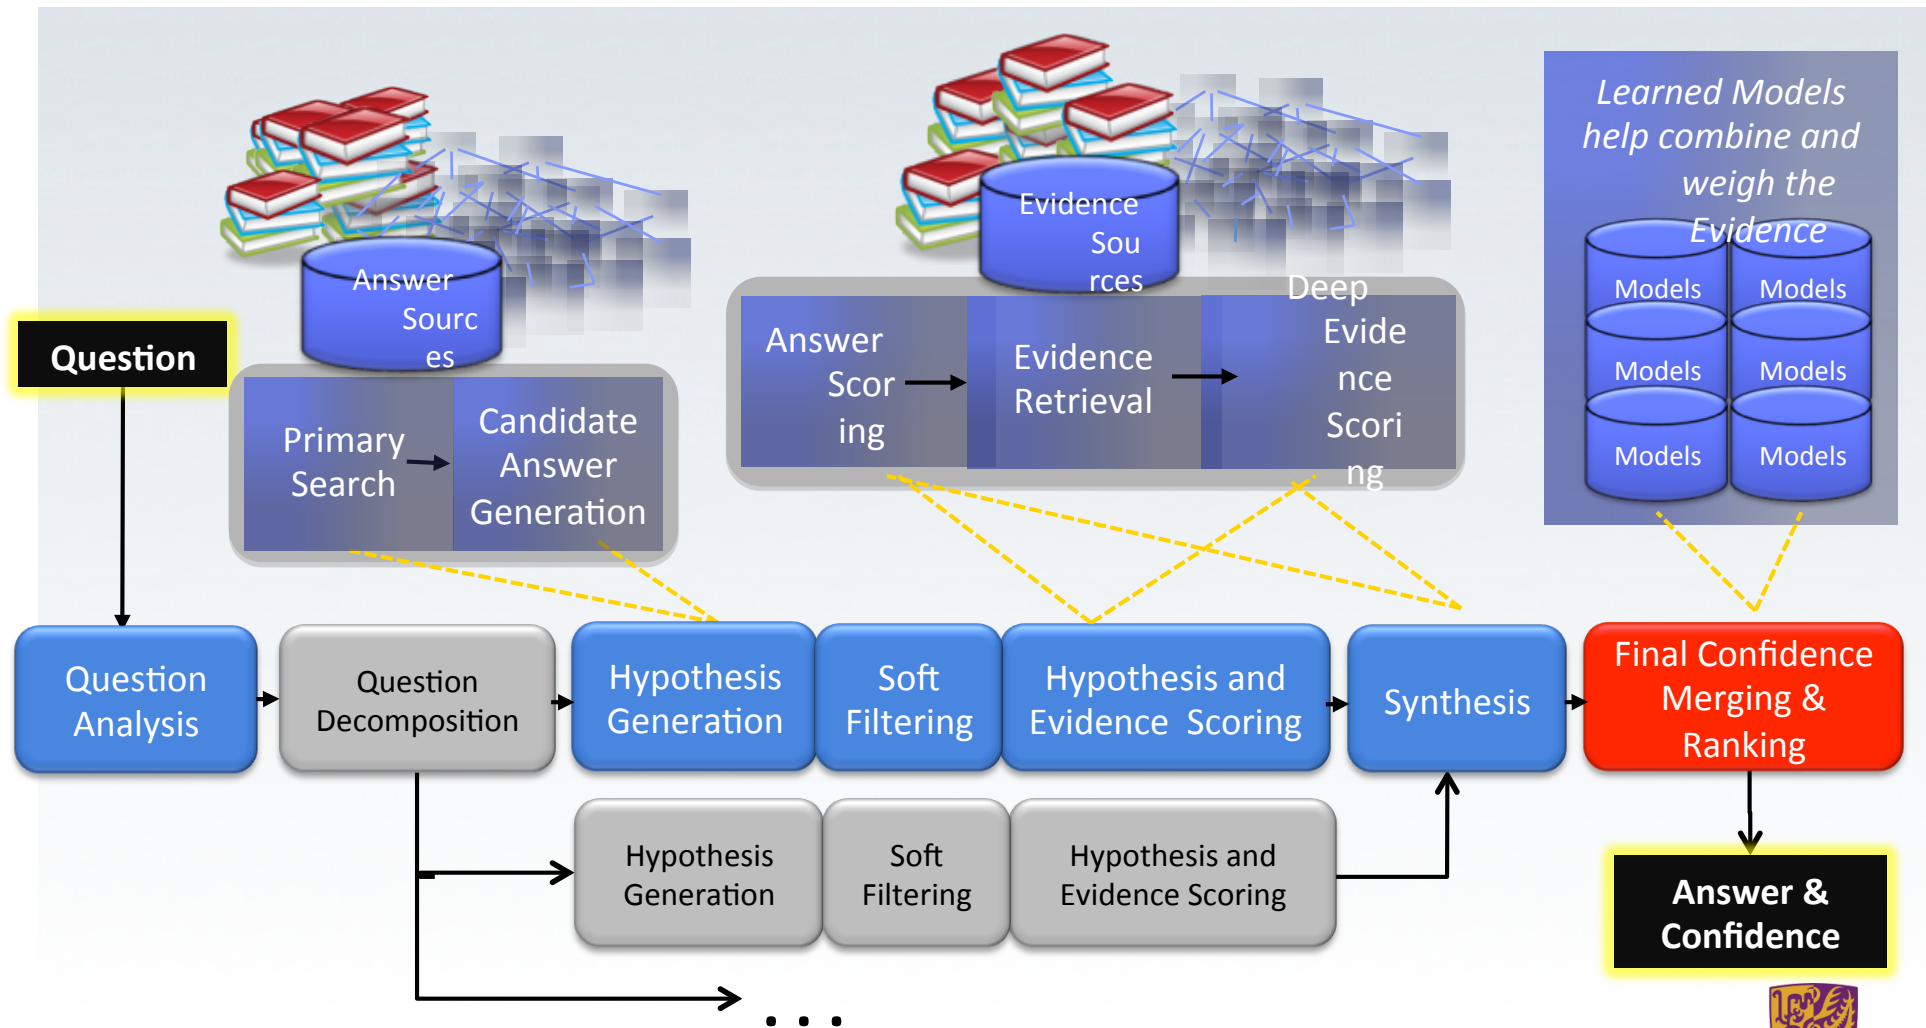 Learned Models
help combine and
weigh the
Evidence
Models
Models
Models
Models
Models
Models
Evidence
Sou
rces
Answer
Sourc
es
Question
Primary
Search
Candidate
Answer
Generation
Answer
Scor
ing
Evidence
Retrieval
Deep
Evide
nce
Scori
ng
Question
Analysis
Question
Decomposition
Hypothesis
Generation
Soft
Filtering
Hypothesis and
Evidence Scoring
Synthesis
Final Confidence
Merging &
Ranking
Hypothesis
Generation
Soft
Filtering
Hypothesis and
Evidence Scoring
Answer &
Confidence
. . .